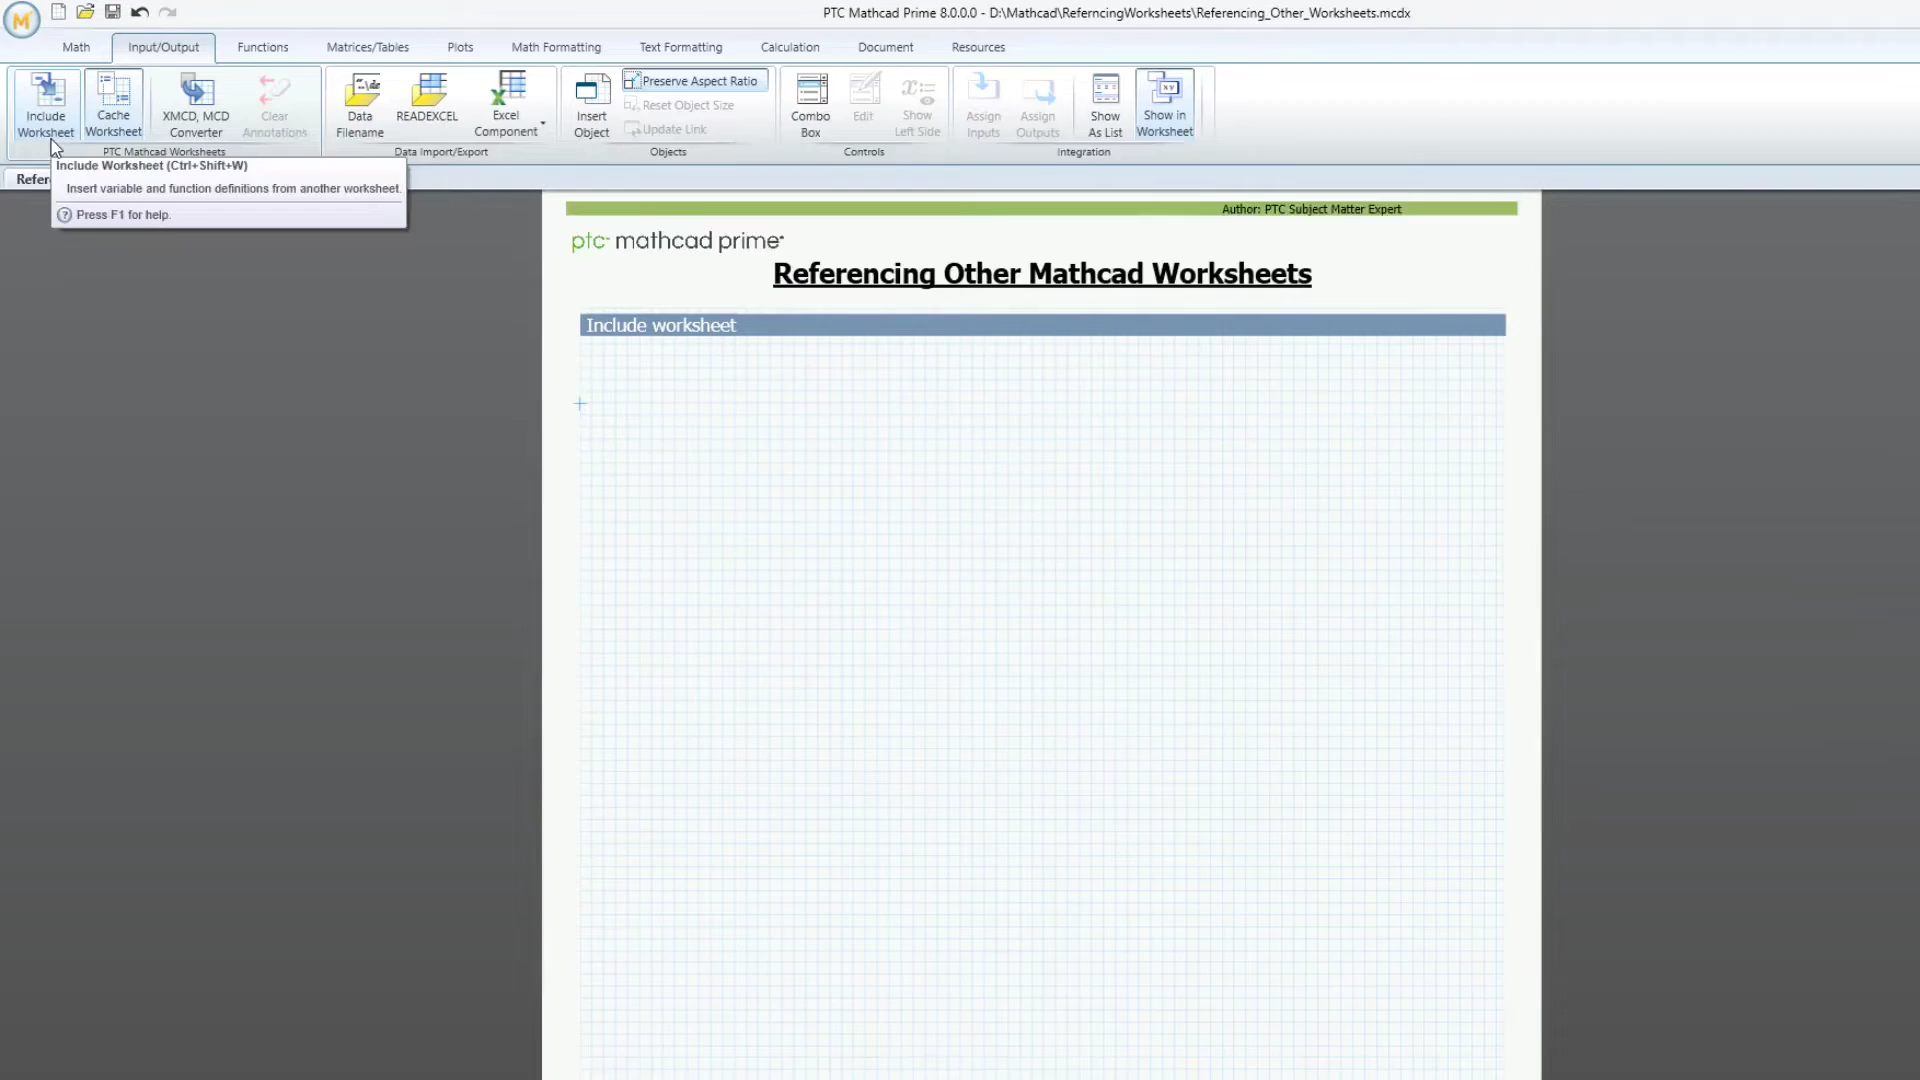 PTC Mathcad Prime 8.0.0.0 - D:\Mathcad\ReferncingWorksheets\Referencing_Other_Worksheets.mcdx
Math Input/Output Functions Matrices/Tables Plots Math Formatting Text Formatting Calculation Document Resources
Include Worksheet
Cache Worksheet
XMCD, MCD Converter
Clear Annotations
PTC Mathcad Worksheets
Data Filename
READEXCEL
Excel Component
Data Import/Export
Insert Object
Preserve Aspect Ratio
Reset Object Size
Update Link
Objects
Combo Box
Edit
Show Left Side
Controls
Assign Inputs
Assign Outputs
Show As List
Show in Worksheet
Integration
Refer
Include Worksheet (Ctrl+Shift+W)
Insert variable and function definitions from another worksheet.
? Press F1 for help.
Author: PTC Subject Matter Expert
ptc mathcad prime
Referencing Other Mathcad Worksheets
Include worksheet